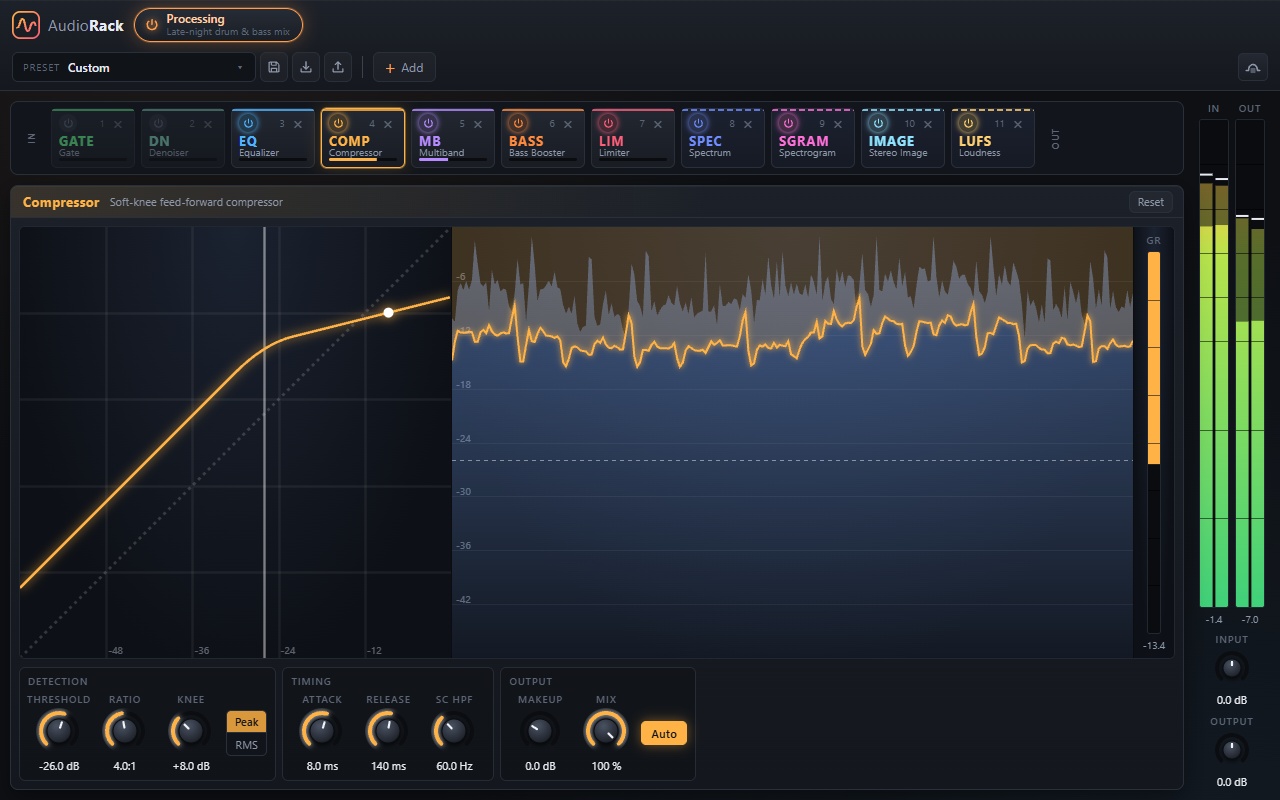 AudioRack
Processing
Late-night drum & bass mix
PRESET Custom
+ Add
IN
1
GATE
Gate
2
DN
Denoiser
3
EQ
Equalizer
4
COMP
Compressor
5
MB
Multiband
6
BASS
Bass Booster
7
LIM
Limiter
8
SPEC
Spectrum
9
SGRAM
Spectrogram
10
IMAGE
Stereo Image
11
LUFS
Loudness
OUT
IN OUT
Compressor Soft-knee feed-forward compressor
Reset
-48 -36 -24 -12
-6
-12
-18
-24
-30
-36
-42
GR
-13.4
-1.4 -7.0
INPUT
0.0 dB
OUTPUT
0.0 dB
DETECTION
THRESHOLD RATIO KNEE
Peak
RMS
-26.0 dB 4.0:1 +8.0 dB
TIMING
ATTACK RELEASE SC HPF
8.0 ms 140 ms 60.0 Hz
OUTPUT
MAKEUP MIX
Auto
0.0 dB 100 %